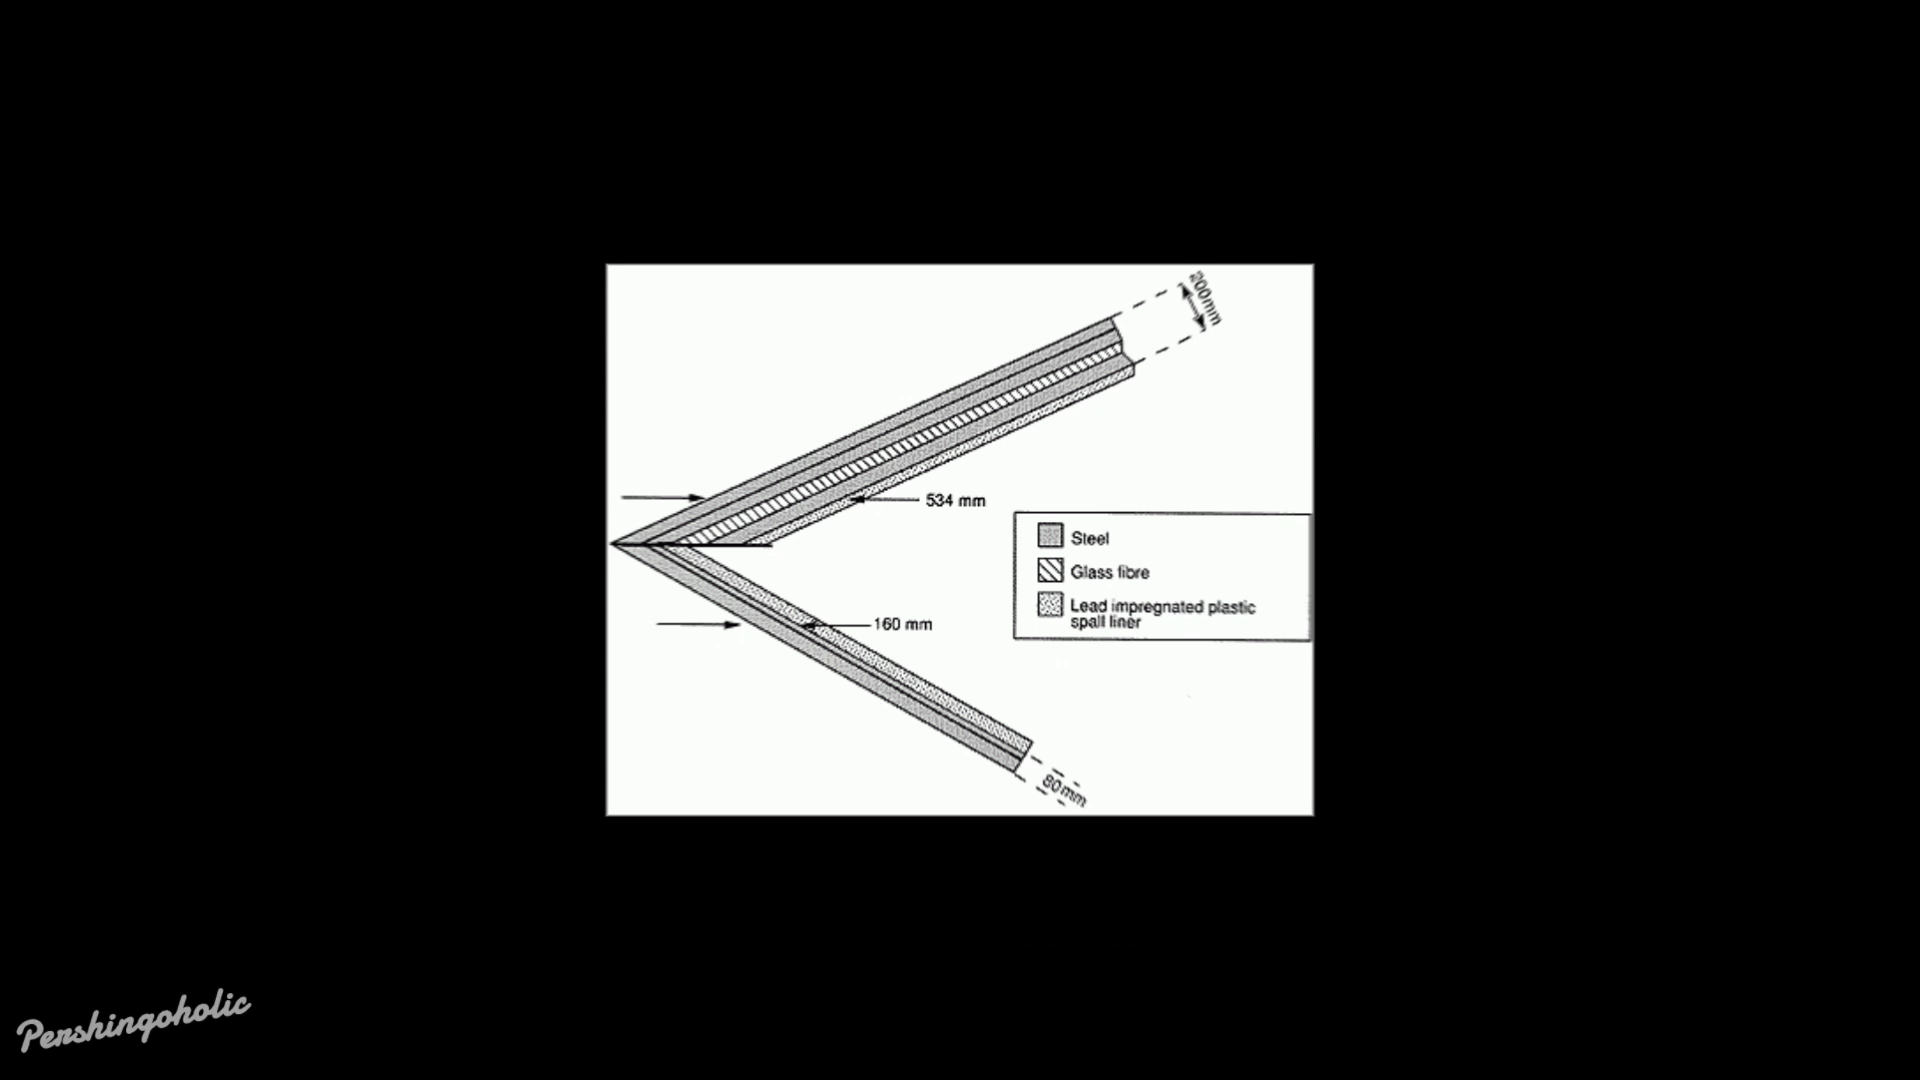 200mm
534 mm
Steel
Glass fibre
Lead impregnated plastic
spall liner
160 mm
80mm
Pershingoholic